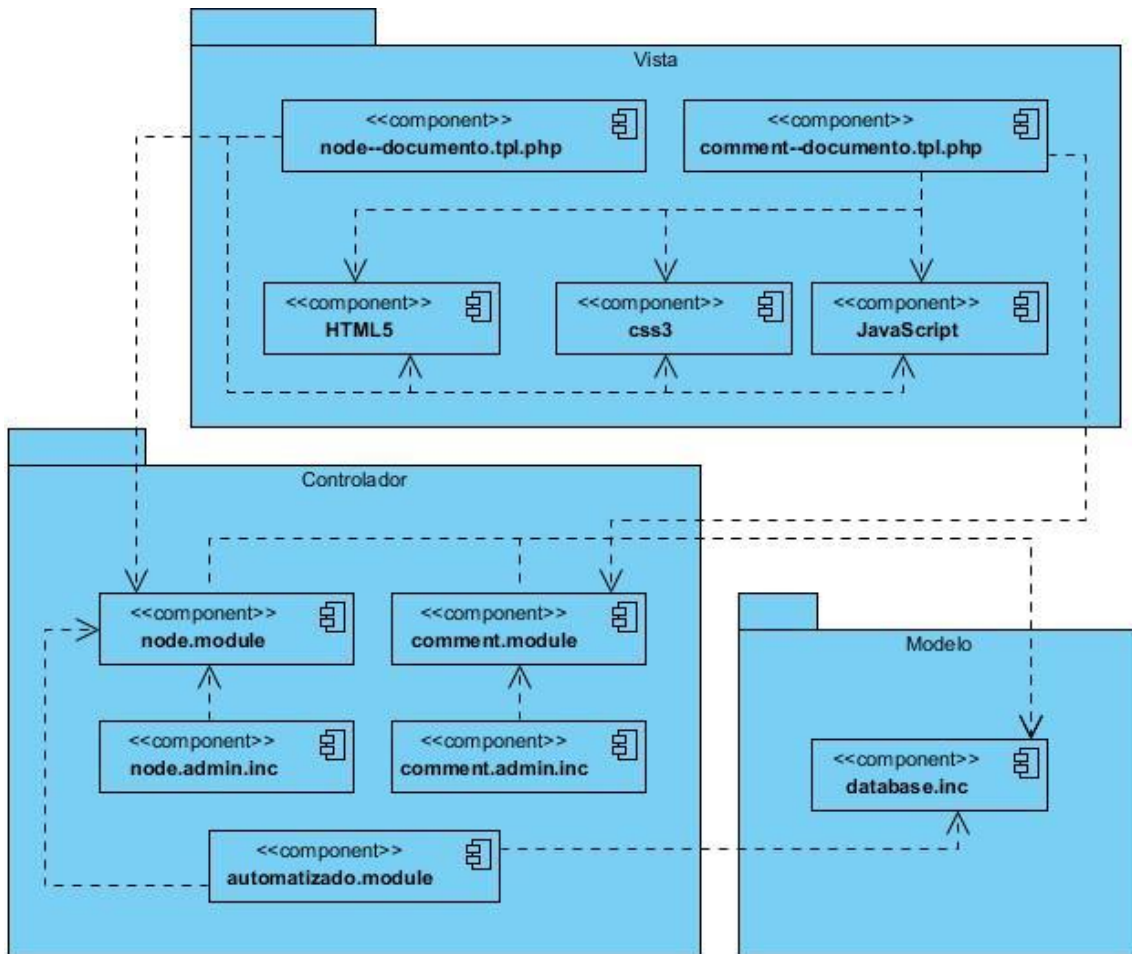 Vista
<<component>>
node--documento.tpl.php
<<component>>
comment--documento.tpl.php
<<component>>
HTML5
<<component>>
css3
<<component>>
JavaScript
Controlador
<<component>>
node.module
<<component>>
comment.module
<<component>>
node.admin.inc
<<component>>
comment.admin.inc
<<component>>
automatizado.module
Modelo
<<component>>
database.inc